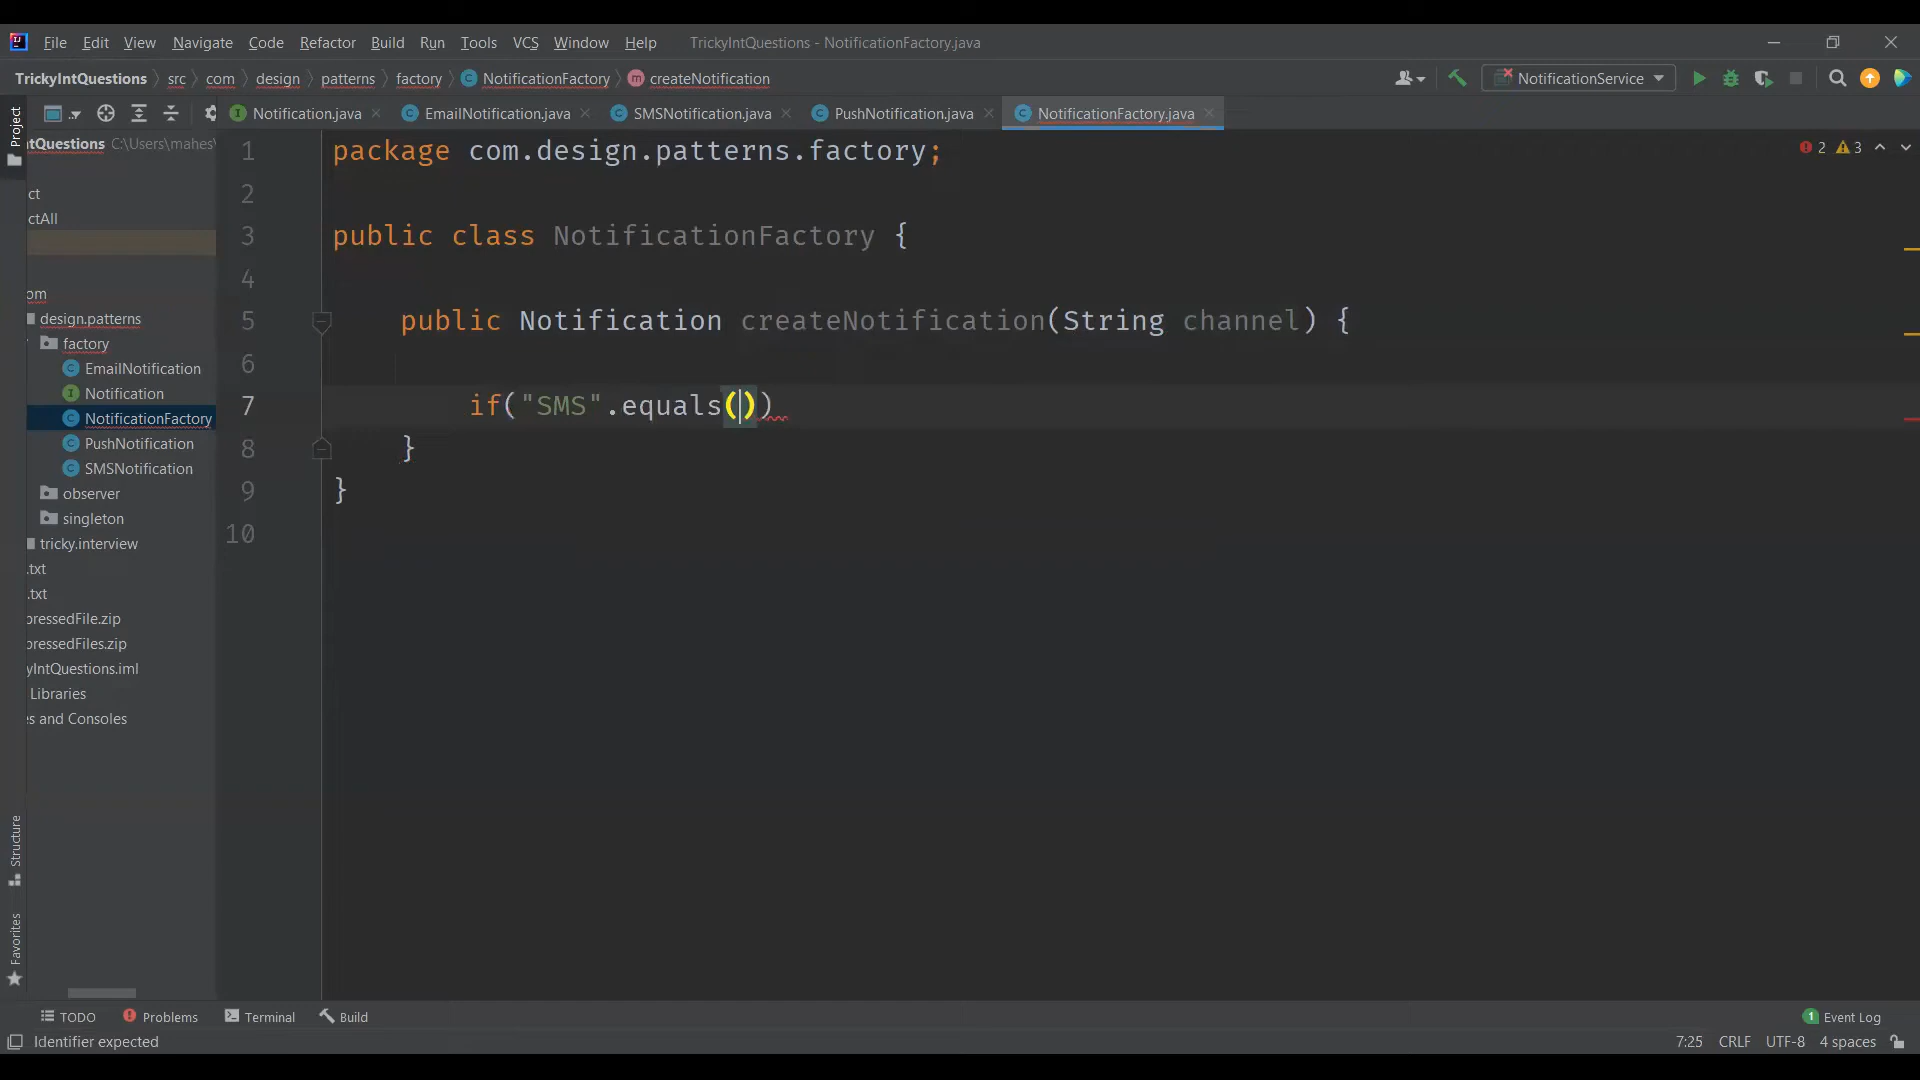 File Edit View Navigate Code Refactor Build Run Tools VCS Window Help TrickyIntQuestions - NotificationFactory.java
TrickyIntQuestions src com design patterns factory NotificationFactory createNotification NotificationService
Notification.java EmailNotification.java SMSNotification.java PushNotification.java NotificationFactory.java
Project
tQuestions C:\Users\mahes\
ct
ctAll
om
design.patterns
factory
EmailNotification
Notification
NotificationFactory
PushNotification
SMSNotification
observer
singleton
tricky.interview
.txt
.txt
pressedFile.zip
pressedFiles.zip
yIntQuestions.iml
Libraries
es and Consoles
Structure
Favorites
2 3
1 package com.design.patterns.factory;
2
3 public class NotificationFactory {
4
5 public Notification createNotification(String channel) {
6
7 if("SMS".equals())
8 }
9 }
10
TODO Problems Terminal Build 1 Event Log
Identifier expected 7:25 CRLF UTF-8 4 spaces